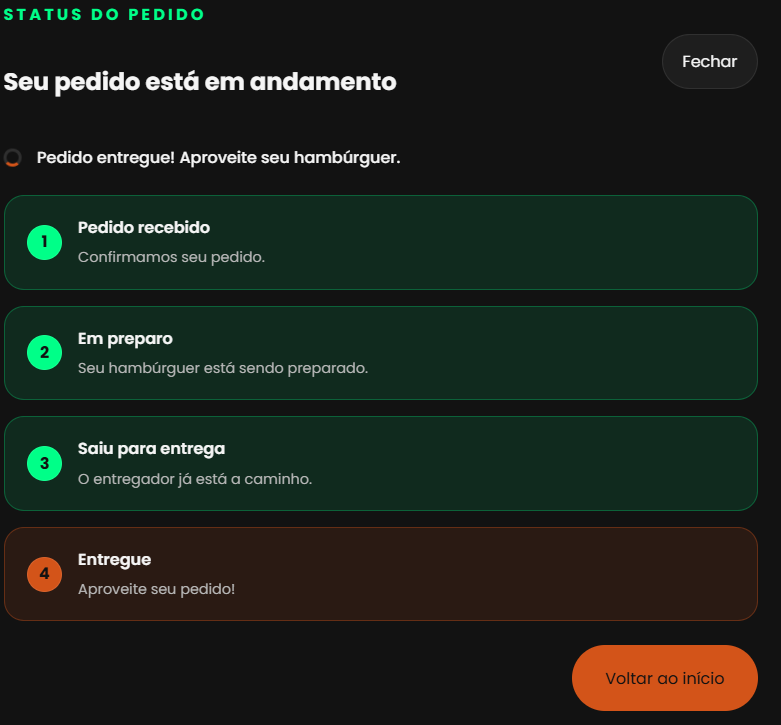 STATUS DO PEDIDO
Fechar
Seu pedido está em andamento
Pedido entregue! Aproveite seu hambúrguer.
1
Pedido recebido
Confirmamos seu pedido.
2
Em preparo
Seu hambúrguer está sendo preparado.
3
Saiu para entrega
O entregador já está a caminho.
4
Entregue
Aproveite seu pedido!
Voltar ao início